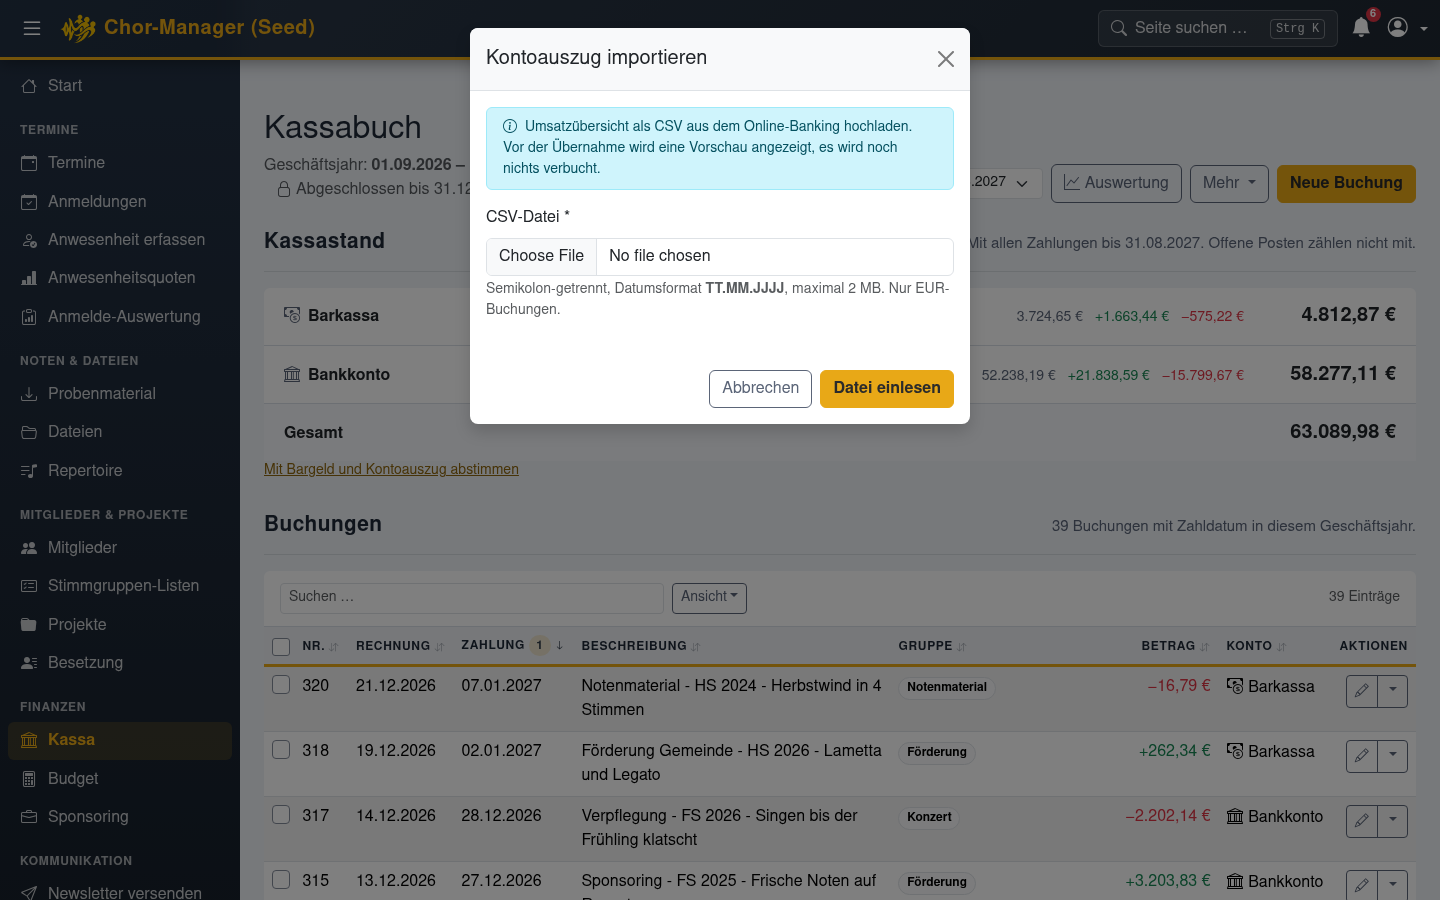 Chor-Manager (Seed)
Seite suchen ...
Strg K
6
Start
TERMINE
Termine
Anmeldungen
Anwesenheit erfassen
Anwesenheitsquoten
Anmelde-Auswertung
NOTEN & DATEIEN
Probenmaterial
Dateien
Repertoire
MITGLIEDER & PROJEKTE
Mitglieder
Stimmgruppen-Listen
Projekte
Besetzung
FINANZEN
Kassa
Budget
Sponsoring
KOMMUNIKATION
Newsletter versenden
Kontoauszug importieren
Umsatzübersicht als CSV aus dem Online-Banking hochladen.
Vor der Übernahme wird eine Vorschau angezeigt, es wird noch
nichts verbucht.
CSV-Datei *
Choose File No file chosen
Semikolon-getrennt, Datumsformat TT.MM.JJJJ, maximal 2 MB. Nur EUR-
Buchungen.
Abbrechen Datei einlesen
Kassabuch
Geschäftsjahr: 01.09.2026 –
Abgeschlossen bis 31.12
.2027 Auswertung Mehr Neue Buchung
Kassastand Mit allen Zahlungen bis 31.08.2027. Offene Posten zählen nicht mit.
Barkassa 3.724,65 € +1.663,44 € −575,22 € 4.812,87 €
Bankkonto 52.238,19 € +21.838,59 € −15.799,67 € 58.277,11 €
Gesamt 63.089,98 €
Mit Bargeld und Kontoauszug abstimmen
Buchungen 39 Buchungen mit Zahldatum in diesem Geschäftsjahr.
Suchen ... Ansicht 39 Einträge
NR. RECHNUNG ZAHLUNG 1 BESCHREIBUNG GRUPPE BETRAG KONTO AKTIONEN
320 21.12.2026 07.01.2027 Notenmaterial - HS 2024 - Herbstwind in 4 Notenmaterial −16,79 € Barkassa
Stimmen
318 19.12.2026 02.01.2027 Förderung Gemeinde - HS 2026 - Lametta Förderung +262,34 € Barkassa
und Legato
317 14.12.2026 28.12.2026 Verpflegung - FS 2026 - Singen bis der Konzert −2.202,14 € Bankkonto
Frühling klatscht
315 13.12.2026 27.12.2026 Sponsoring - FS 2025 - Frische Noten auf Förderung +3.203,83 € Bankkonto